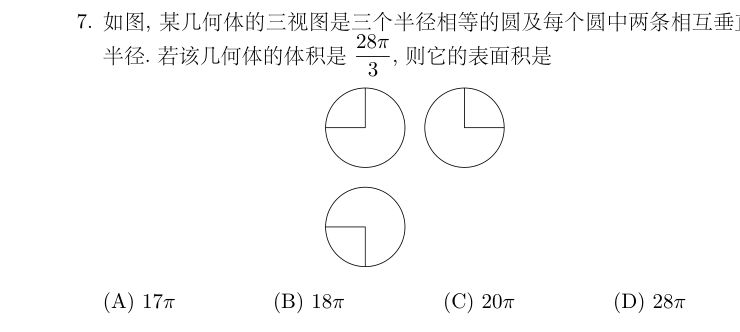 7. 如图, 某几何体的三视图是三个半径相等的圆及每个圆中两条相互垂
半径. 若该几何体的体积是 28π/3, 则它的表面积是
(A) 17π (B) 18π (C) 20π (D) 28π